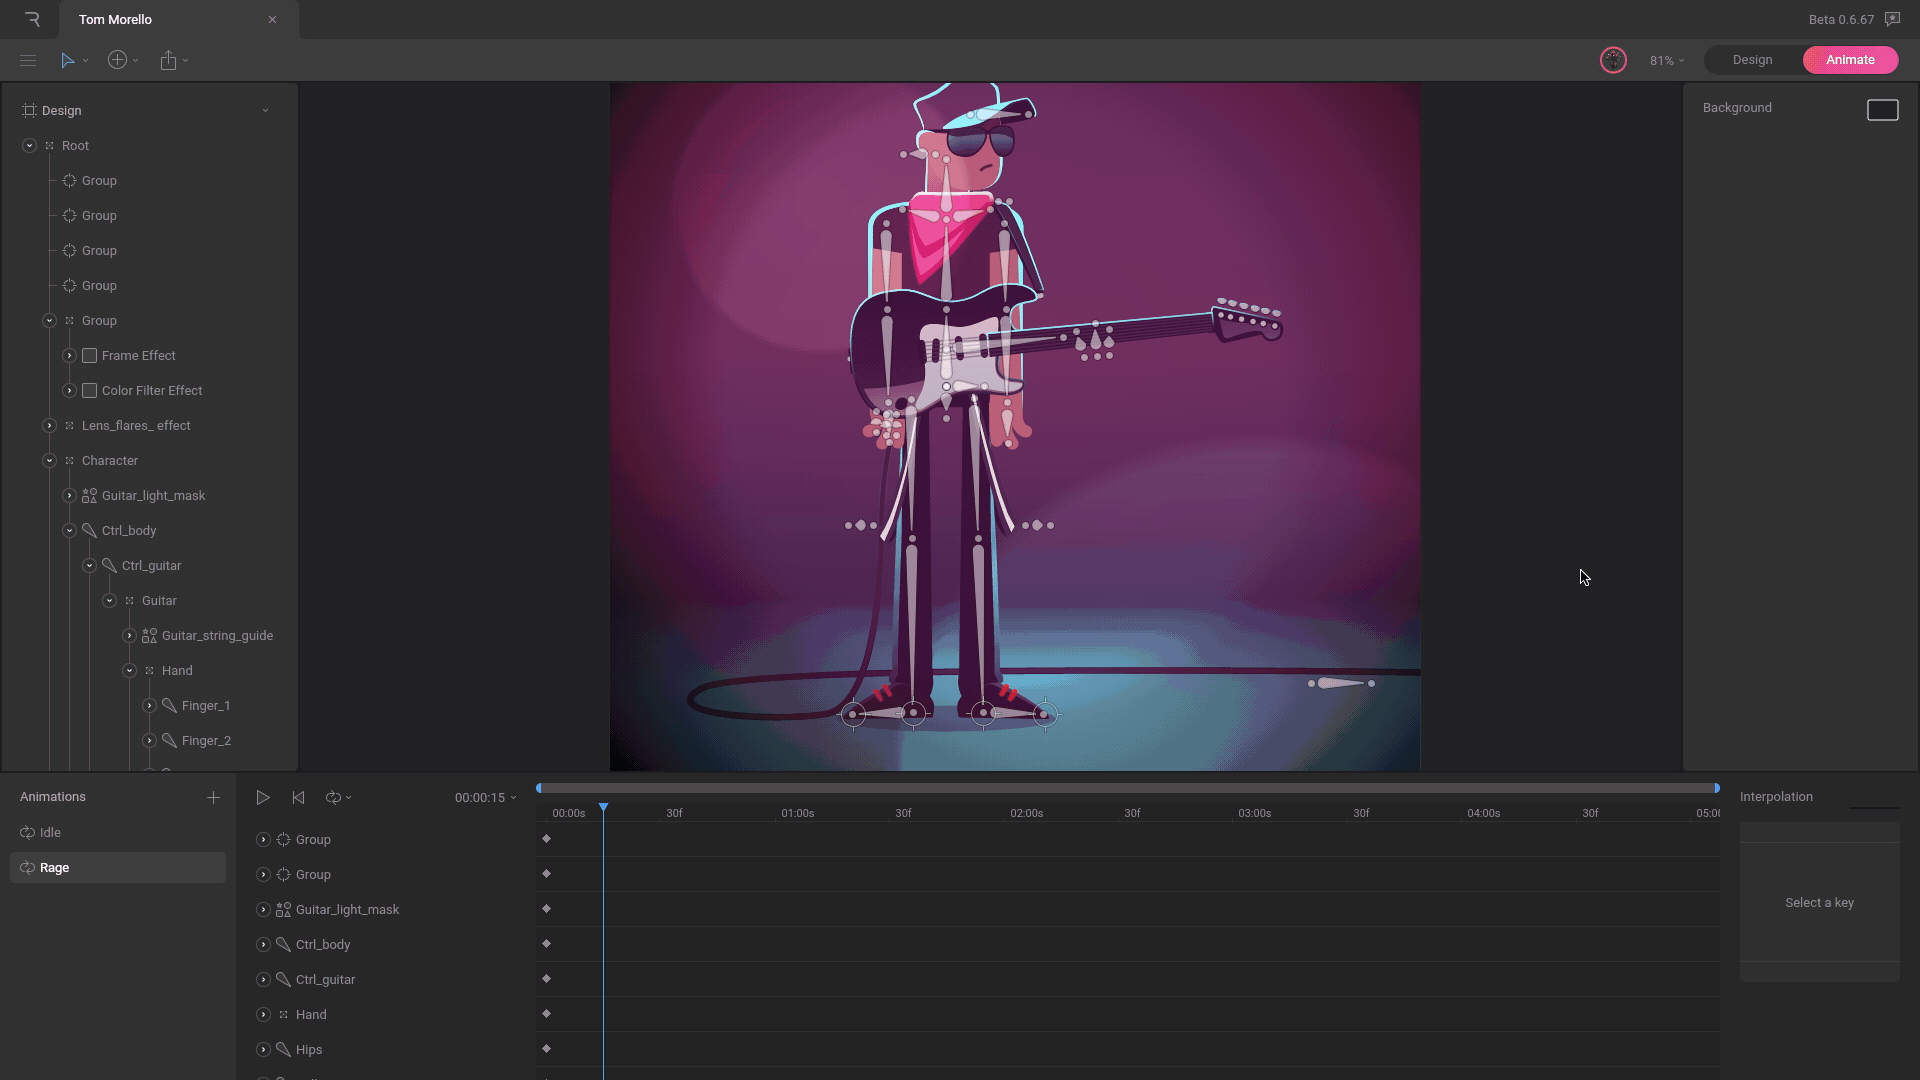 Tom Morello
Beta 0.6.67
81%
Design
Animate
Design
Root
Group
Group
Group
Group
Group
Frame Effect
Color Filter Effect
Lens_flares_ effect
Character
Guitar_light_mask
Ctrl_body
Ctrl_guitar
Guitar
Guitar_string_guide
Hand
Finger_1
Finger_2
Background
Animations
Idle
Rage
00:00:15
00:00s 30f 01:00s 30f 02:00s 30f 03:00s 30f 04:00s 30f 05:00
Group
Group
Guitar_light_mask
Ctrl_body
Ctrl_guitar
Hand
Hips
Interpolation
Select a key